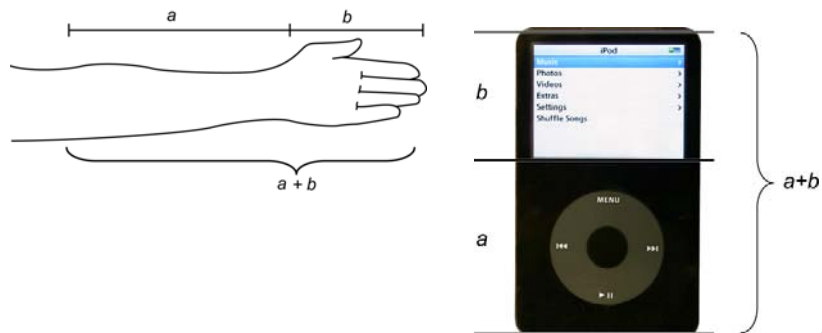 a
b
a + b
b
a
a+b
iPod
Music
Photos
Videos
Extras
Settings
Shuffle Songs
MENU